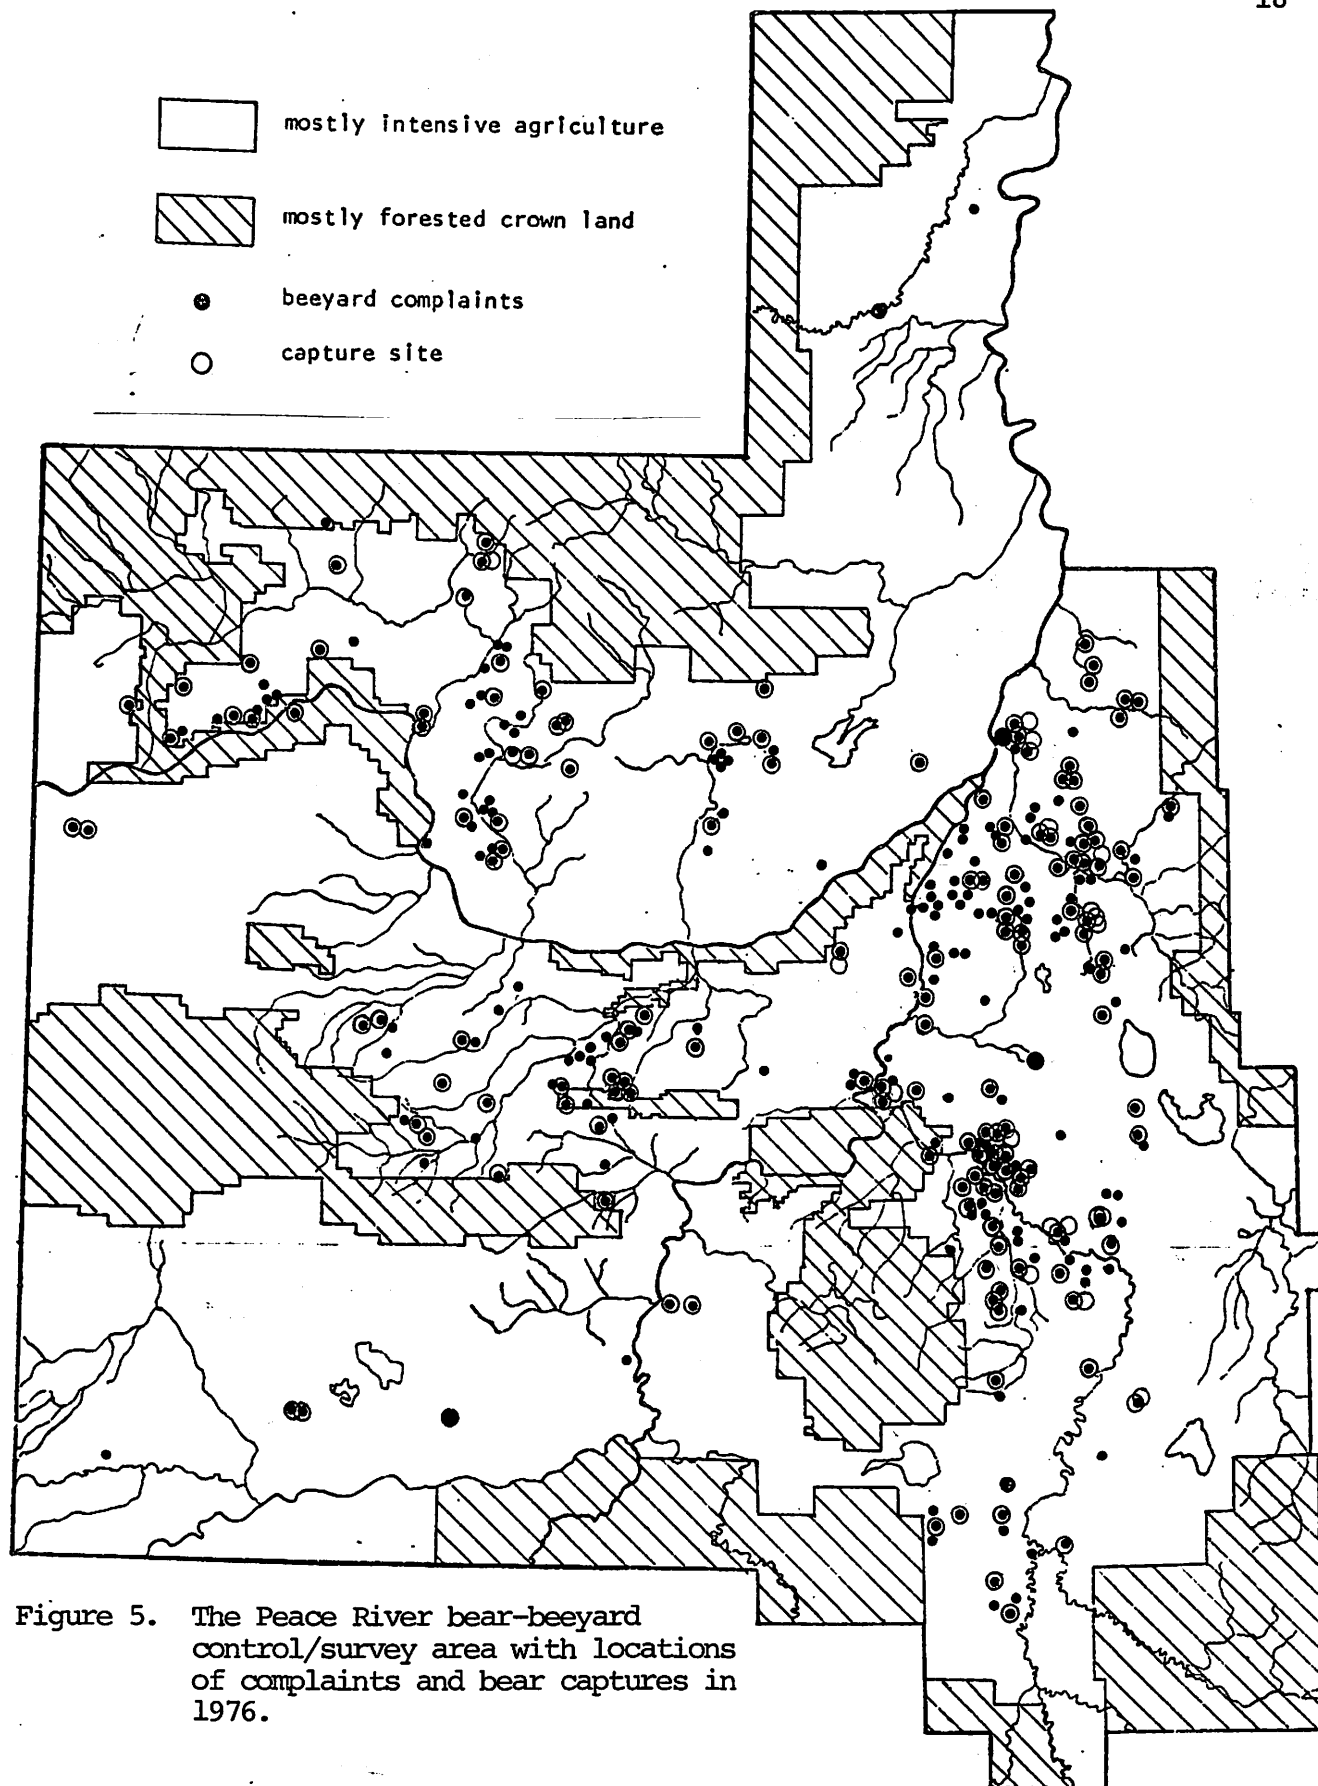 mostly intensive agriculture
mostly forested crown land
beeyard complaints
capture site
Figure 5. The Peace River bear-beeyard
control/survey area with locations
of complaints and bear captures in
1976.